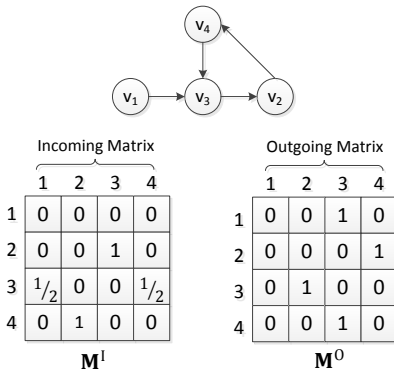 v4
v1 v3 v2
Incoming Matrix Outgoing Matrix
1 2 3 4 1 2 3 4
1 0 0 0 0 1 0 0 1 0
2 0 0 1 0 2 0 0 0 1
3 1/2 0 0 1/2 3 0 1 0 0
4 0 1 0 0 4 0 0 1 0
M^I M^O